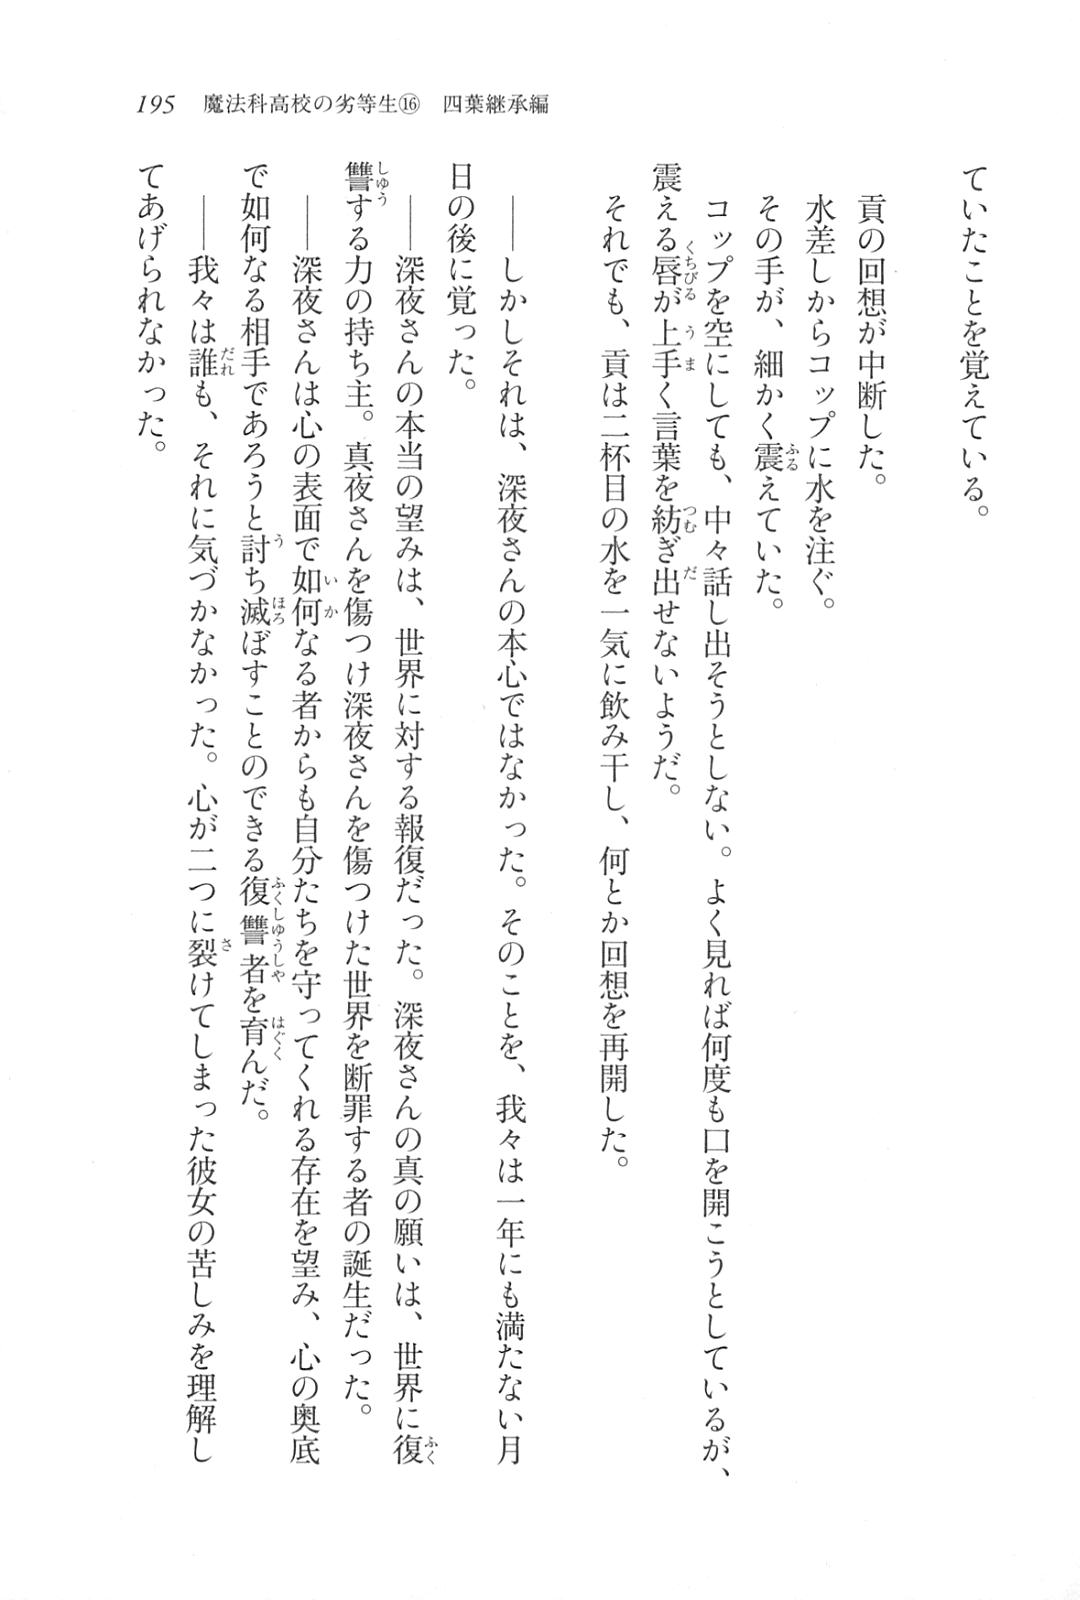 195 魔法科高校の劣等生⑯ 四葉継承編
ていたことを覚えている。
貢の回想が中断した。
水差しからコップに水を注ぐ。
その手が、細かく震えていた。
コップを空にしても、中々話し出そうとしない。よく見れば何度も口を開こうとしているが、
震える唇が上手く言葉を紡ぎ出せないようだ。
それでも、貢は二杯目の水を一気に飲み干し、何とか回想を再開した。
――しかしそれは、深夜さんの本心ではなかった。そのことを、我々は一年にも満たない月
日の後に覚った。
――深夜さんの本当の望みは、世界に対する報復だった。深夜さんの真の願いは、世界に復
讐する力の持ち主。真夜さんを傷つけ深夜さんを傷つけた世界を断罪する者の誕生だった。
――深夜さんは心の表面で如何なる者からも自分たちを守ってくれる存在を望み、心の奥底
で如何なる相手であろうと討ち滅ぼすことのできる復讐者を育んだ。
――我々は誰も、それに気づかなかった。心が二つに裂けてしまった彼女の苦しみを理解し
てあげられなかった。